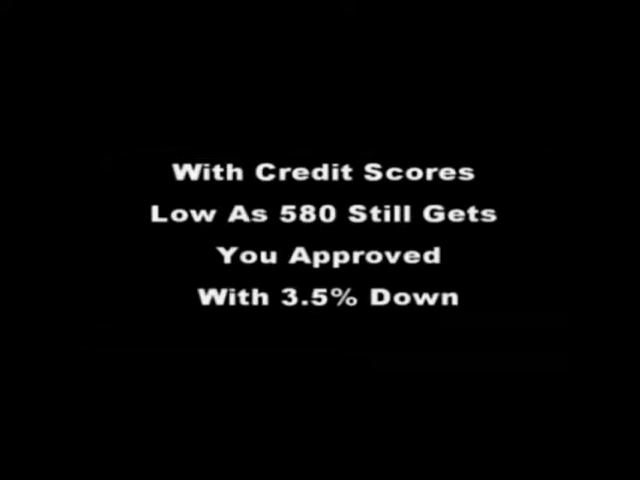 With Credit Scores
Low As 580 Still Gets
You Approved
With 3.5% Down